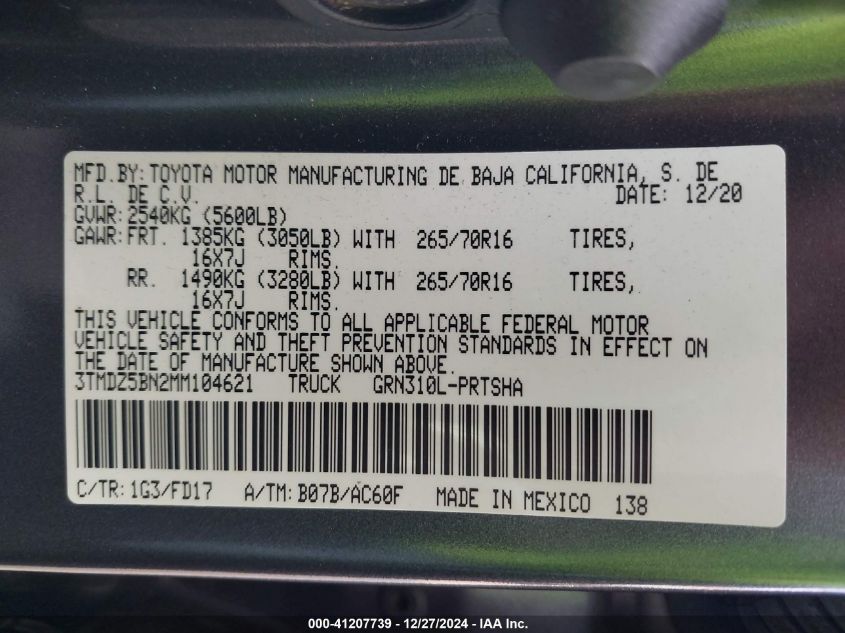 MFD.BY: TOYOTA MOTOR MANUFACTURING DE BAJA CALIFORNIA, S. DE
R.L. DE C.V. DATE: 12/20
GVWR: 2540KG (5600LB)
GAWR: FRT. 1385KG (3050LB) WITH 265/70R16 TIRES,
16X7J RIMS.
RR. 1490KG (3280LB) WITH 265/70R16 TIRES,
16X7J RIMS.
THIS VEHICLE CONFORMS TO ALL APPLICABLE FEDERAL MOTOR
VEHICLE SAFETY AND THEFT PREVENTION STANDARDS IN EFFECT ON
THE DATE OF MANUFACTURE SHOWN ABOVE.
3TMDZ5BN2MM104621 TRUCK GRN310L-PRTSHA
C/TR: 1G3/FD17 A/TM: B07B/AC60F MADE IN MEXICO 138
000-41207739 - 12/27/2024 - IAA Inc.